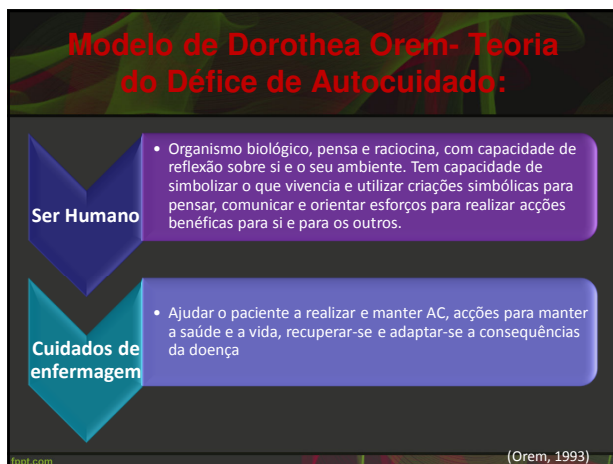 Modelo de Dorothea Orem- Teoria
do Défice de Autocuidado:
Ser Humano
• Organismo biológico, pensa e raciocina, com capacidade de
reflexão sobre si e o seu ambiente. Tem capacidade de
simbolizar o que vivencia e utilizar criações simbólicas para
pensar, comunicar e orientar esforços para realizar acções
benéficas para si e para os outros.
Cuidados de
enfermagem
• Ajudar o paciente a realizar e manter AC, acções para manter
a saúde e a vida, recuperar-se e adaptar-se a consequências
da doença
(Orem, 1993)
fppt.com